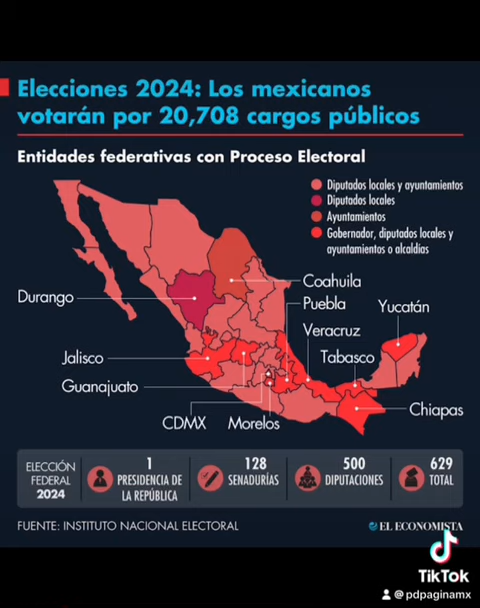 Elecciones 2024: Los mexicanos
votarán por 20,708 cargos públicos
Entidades federativas con Proceso Electoral
Diputados locales y ayuntamientos
Diputados locales
Ayuntamientos
Gobernador, diputados locales y
ayuntamientos o alcaldías
Coahuila
Durango
Puebla
Yucatán
Veracruz
Jalisco
Tabasco
Guanajuato
Chiapas
CDMX
Morelos
ELECCIÓN
FEDERAL
2024
1
PRESIDENCIA DE
LA REPÚBLICA
128
SENADURÍAS
500
DIPUTACIONES
629
TOTAL
FUENTE: INSTITUTO NACIONAL ELECTORAL
EL ECONOMISTA
TikTok
@pdpaginamx